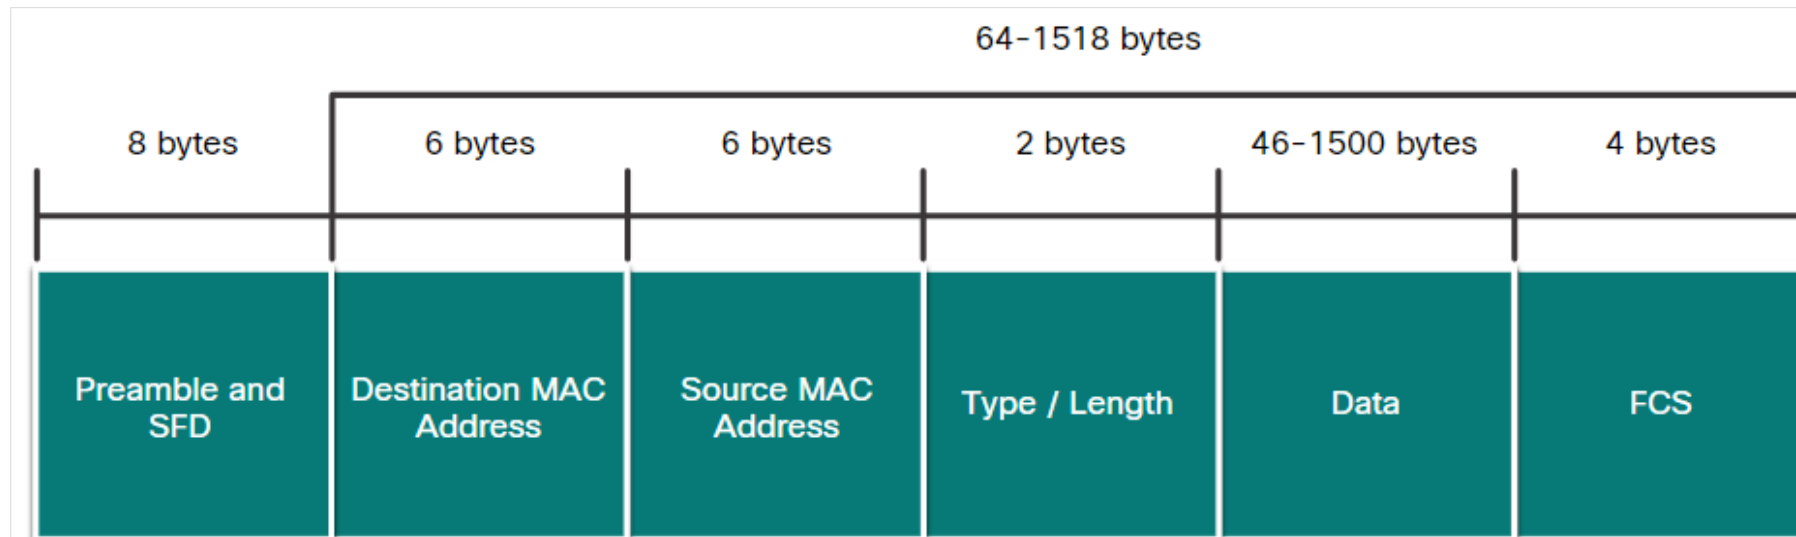 64-1518 bytes
8 bytes
6 bytes
6 bytes
2 bytes
46-1500 bytes
4 bytes
Preamble and
SFD
Destination MAC
Address
Source MAC
Address
Type / Length
Data
FCS